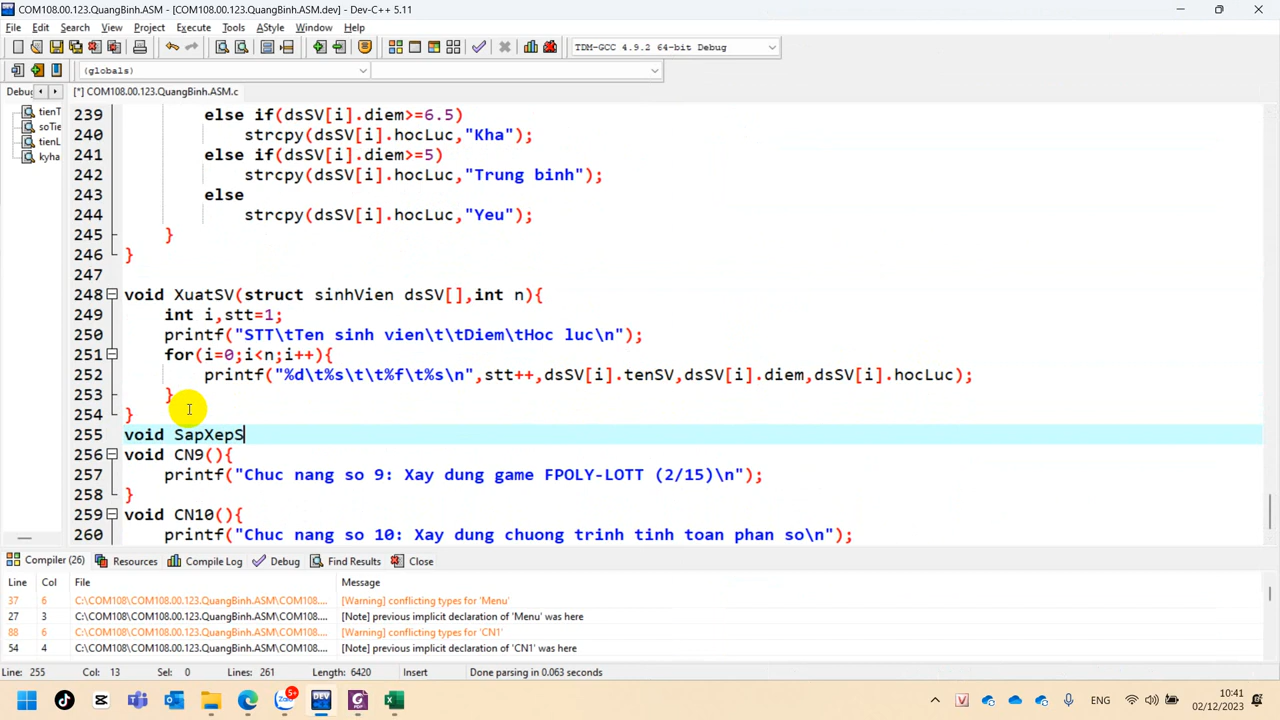 COM108.00.123.QuangBinh.ASM - [COM108.00.123.QuangBinh.ASM.dev] - Dev-C++ 5.11
File Edit Search View Project Execute Tools AStyle Window Help
TDM-GCC 4.9.2 64-bit Debug
(globals)
Debug [*] COM108.00.123.QuangBinh.ASM.c
tienT
soTie
tienL
kyha
239 else if(dsSV[i].diem>=6.5)
240 strcpy(dsSV[i].hocLuc,"Kha");
241 else if(dsSV[i].diem>=5)
242 strcpy(dsSV[i].hocLuc,"Trung binh");
243 else
244 strcpy(dsSV[i].hocLuc,"Yeu");
245 }
246 }
247
248 void XuatSV(struct sinhVien dsSV[],int n){
249 int i,stt=1;
250 printf("STT\tTen sinh vien\t\tDiem\tHoc luc\n");
251 for(i=0;i<n;i++){
252 printf("%d\t%s\t\t%f\t%s\n",stt++,dsSV[i].tenSV,dsSV[i].diem,dsSV[i].hocLuc);
253 }
254 }
255 void SapXepS
256 void CN9(){
257 printf("Chuc nang so 9: Xay dung game FPOLY-LOTT (2/15)\n");
258 }
259 void CN10(){
260 printf("Chuc nang so 10: Xay dung chuong trinh tinh toan phan so\n");
Compiler (26) Resources Compile Log Debug Find Results Close
Line Col File Message
37 6 C:\COM108\COM108.00.123.QuangBinh.ASM\COM108.... [Warning] conflicting types for 'Menu'
27 3 C:\COM108\COM108.00.123.QuangBinh.ASM\COM108.... [Note] previous implicit declaration of 'Menu' was here
88 6 C:\COM108\COM108.00.123.QuangBinh.ASM\COM108.... [Warning] conflicting types for 'CN1'
54 4 C:\COM108\COM108.00.123.QuangBinh.ASM\COM108.... [Note] previous implicit declaration of 'CN1' was here
Line: 255 Col: 13 Sel: 0 Lines: 261 Length: 6420 Insert Done parsing in 0.063 seconds
ENG 10:41
02/12/2023